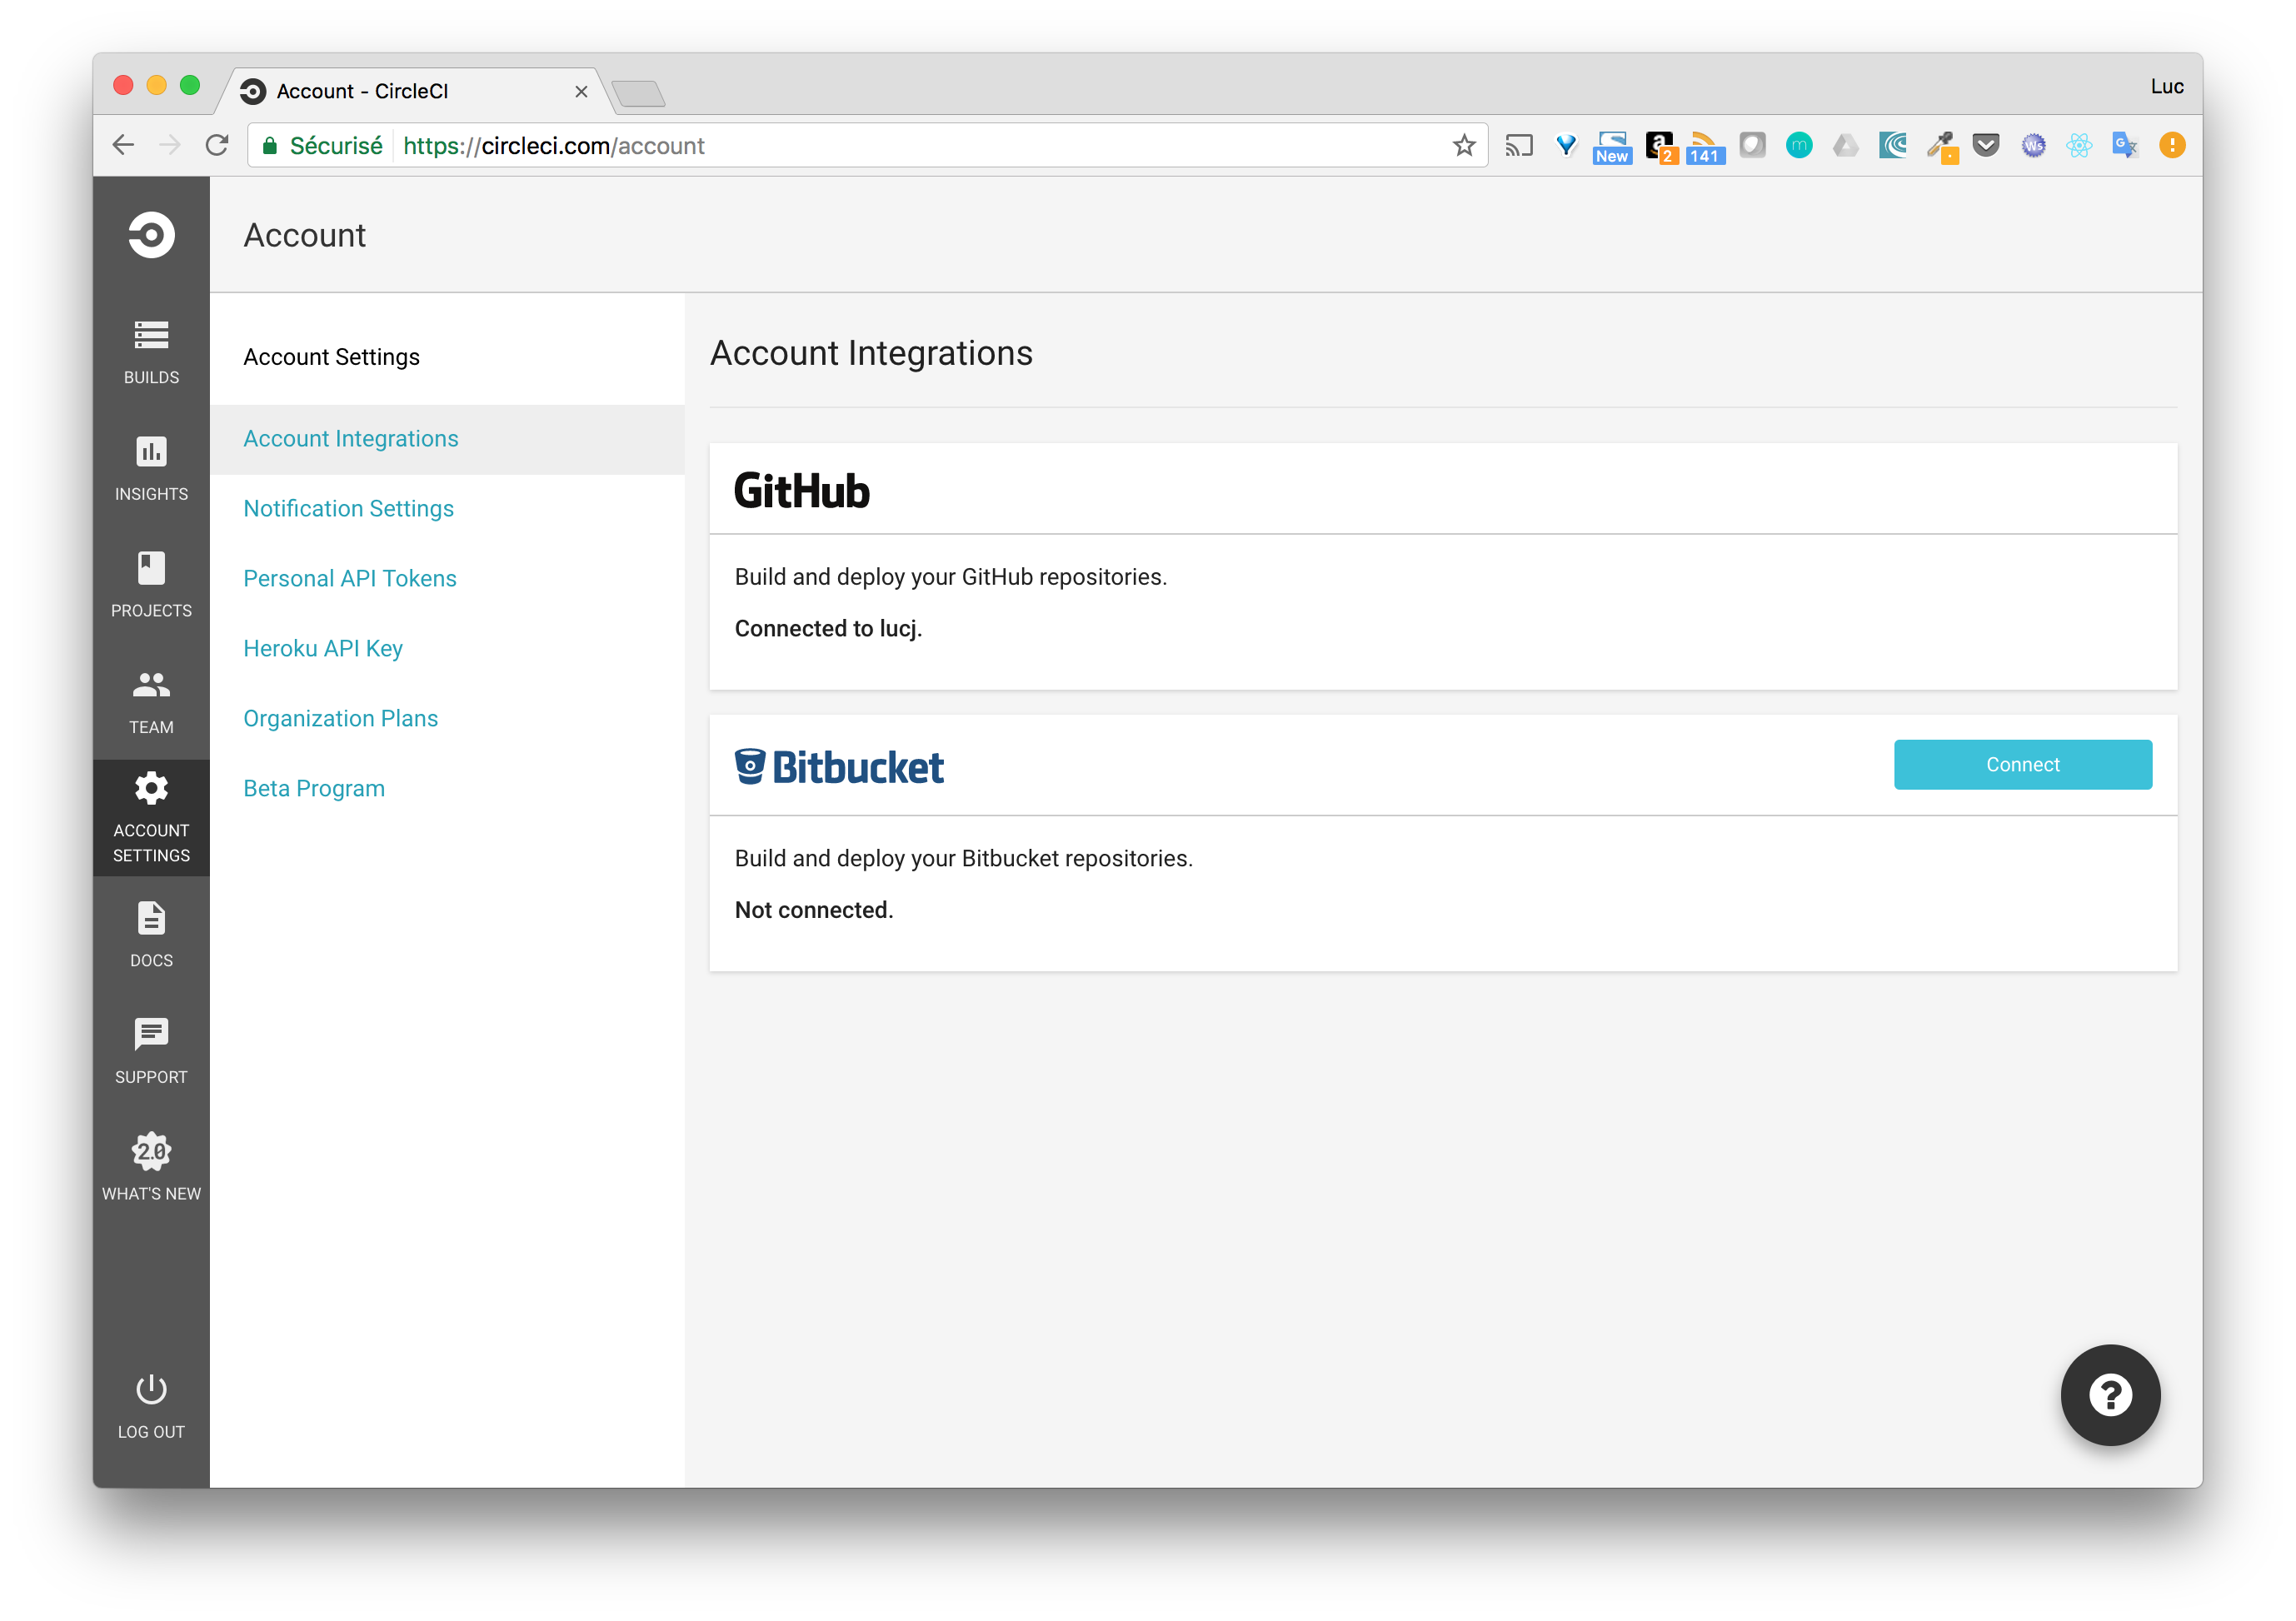 Account - CircleCI
Luc
Sécurisé https://circleci.com/account
New
a 2
141
m
Ws
G
Account
BUILDS
INSIGHTS
PROJECTS
TEAM
ACCOUNT
SETTINGS
DOCS
SUPPORT
2.0
WHAT'S NEW
LOG OUT
Account Settings
Account Integrations
Notification Settings
Personal API Tokens
Heroku API Key
Organization Plans
Beta Program
Account Integrations
GitHub
Build and deploy your GitHub repositories.
Connected to lucj.
Bitbucket
Connect
Build and deploy your Bitbucket repositories.
Not connected.
?